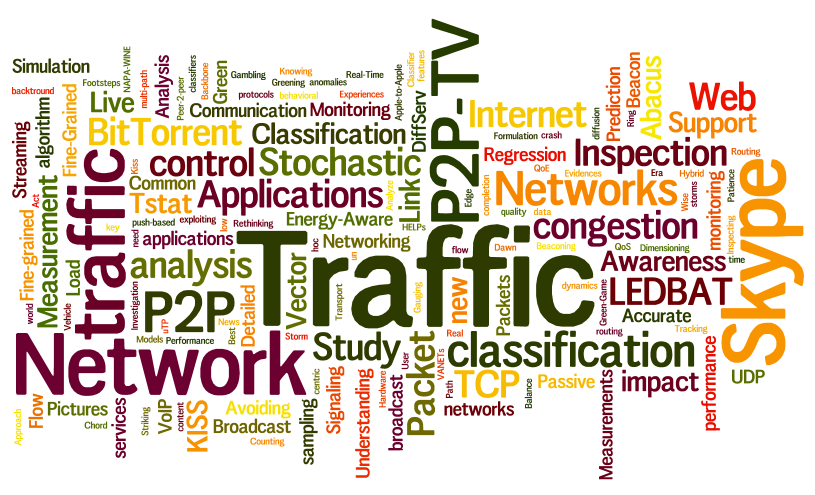 Simulation
backtround
Footsteps
NAPA-WINE
multi-path
Analysis
Peer-2-peer
classifiers
Backbone
Green
Gambling
Knowing
Greening
anomalies
Real-Time
protocols
behavioral
Experiences
Apple-to-Apple
Classifier
features
DiffServ
P2P-TV
Live
Communication
Monitoring
Internet
Formulation
crash
diffusion
Prediction
Ring
Beacon
Abacus
Web
Support
Streaming
algorithm
Fine-Grained
BitTorrent
Classification
Regression
Inspection
Routing
Act
Kiss
control
Stochastic
QoE
Evidences
Era
Hybrid
Common
Applications
Analyze
Link
Edge
completion
Networks
Wise
storms
Patience
Tstat
Measurement
traffic
key
push-based
exploiting
low
Rethinking
Energy-Aware
HELPs
quality
data
congestion
monitoring
Inspecting
Skype
Fine-grained
need
applications
hoc
Networking
un
flow
Dawn
Beaconing
QoS
Dimensioning
time
world
Vehicle
Load
analysis
Vector
Traffic
Awareness
Investigation
P2P
Detailed
Transport
Gauging
new
Packets
dynamics
Green-Game
LEDBAT
uTP
News
Best
Models
Performance
Storm
Real
routing
Accurate
Tracking
Network
Study
Packet
classification
centric
User
VANETs
Path
TCP
Balance
Passive
impact
performance
UDP
Approach
Flow
Pictures
Chord
services
Striking
VoIP
content
KISS
Avoiding
Broadcast
Counting
sampling
Signaling
Understanding
Hardware
broadcast
networks
Measurements